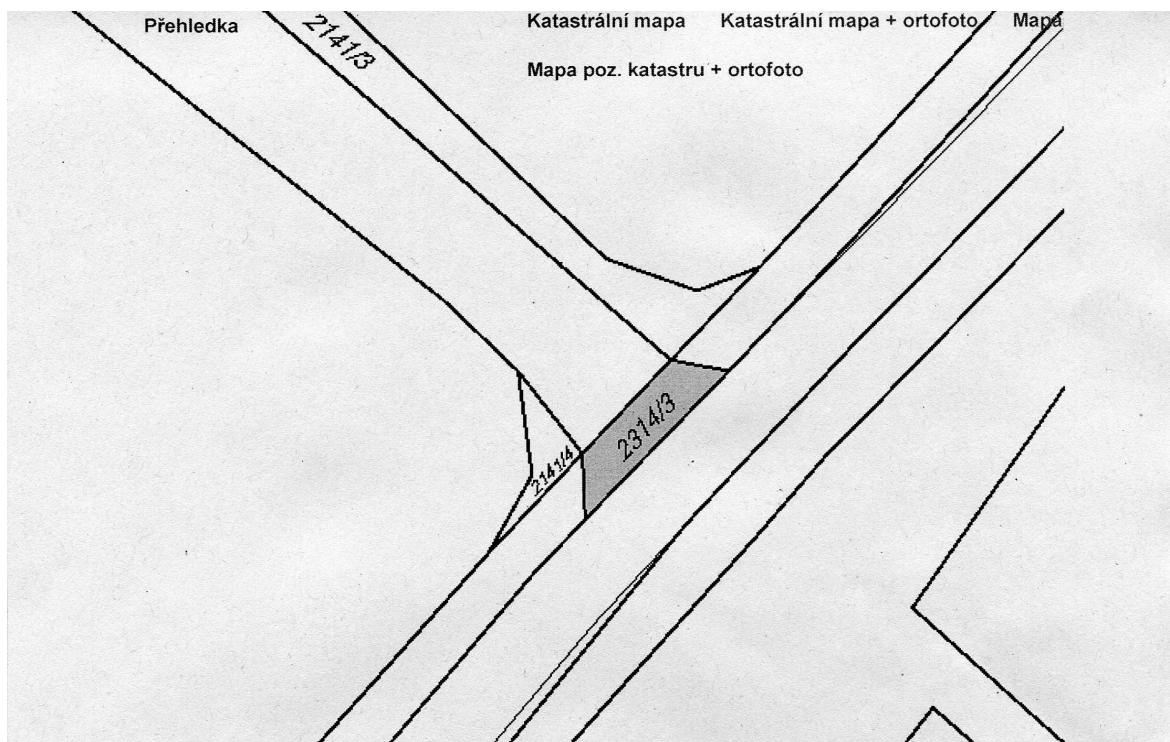 Přehledka
Katastrální mapa Katastrální mapa + ortofoto Mapa
Mapa poz. katastru + ortofoto
2141/3
2314/3
2141/4